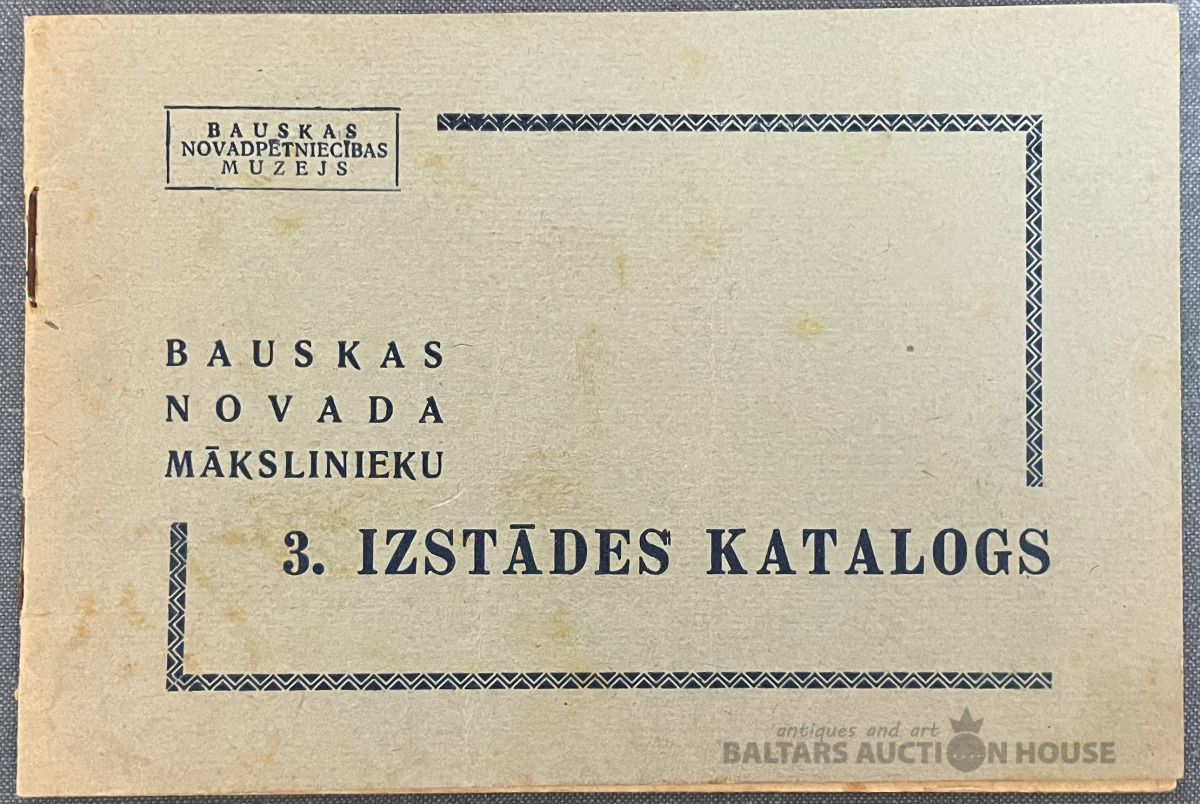 BAUSKAS
NOVADPĒTNIECĪBAS
MUZEJS
BAUSKAS
NOVADA
MĀKSLINIEKU
3. IZSTĀDES KATALOGS
antiques and art
BALTARS AUCTION HOUSE